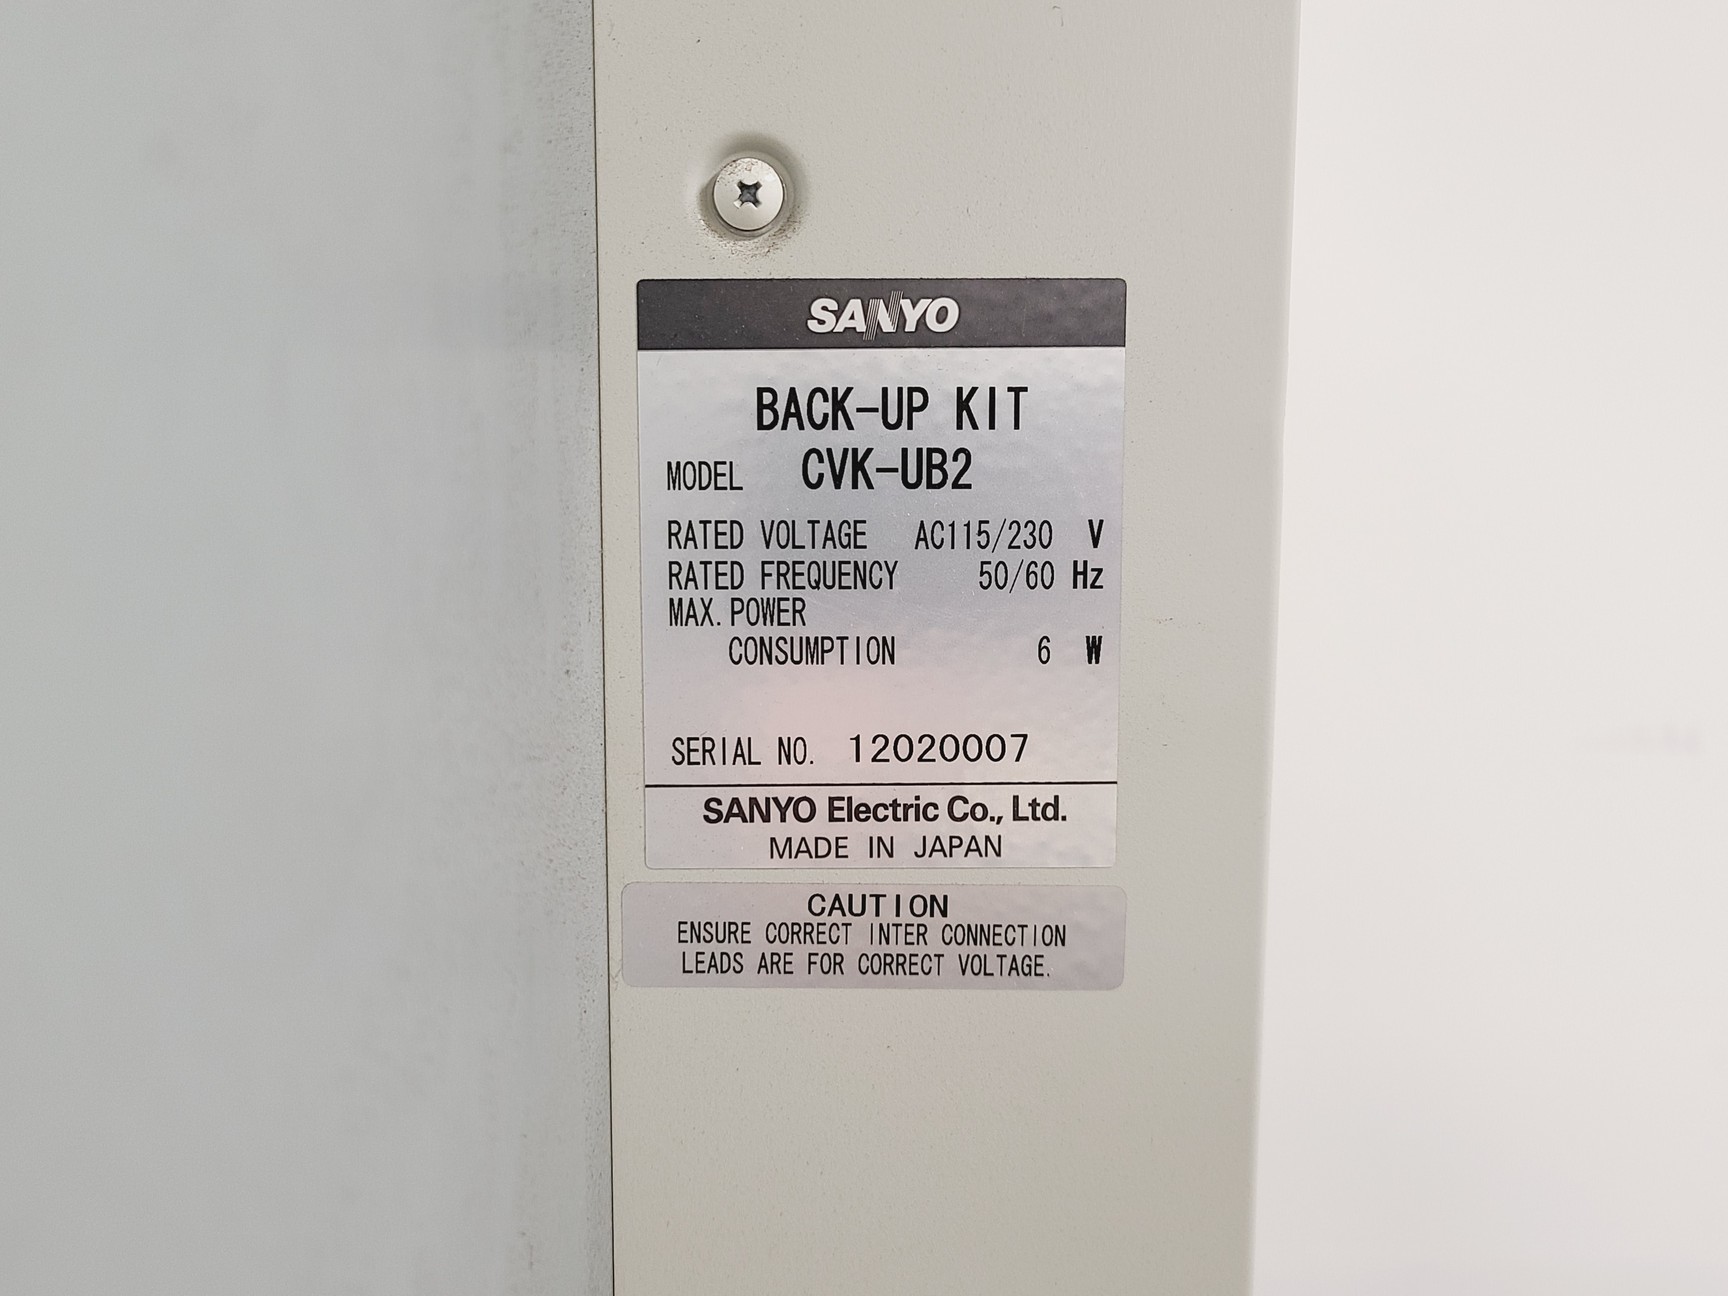 SANYO
BACK-UP KIT
MODEL CVK-UB2
RATED VOLTAGE AC115/230 V
RATED FREQUENCY 50/60 Hz
MAX. POWER
CONSUMPTION 6 W
SERIAL NO. 12020007
SANYO Electric Co., Ltd.
MADE IN JAPAN
CAUTION
ENSURE CORRECT INTER CONNECTION
LEADS ARE FOR CORRECT VOLTAGE.